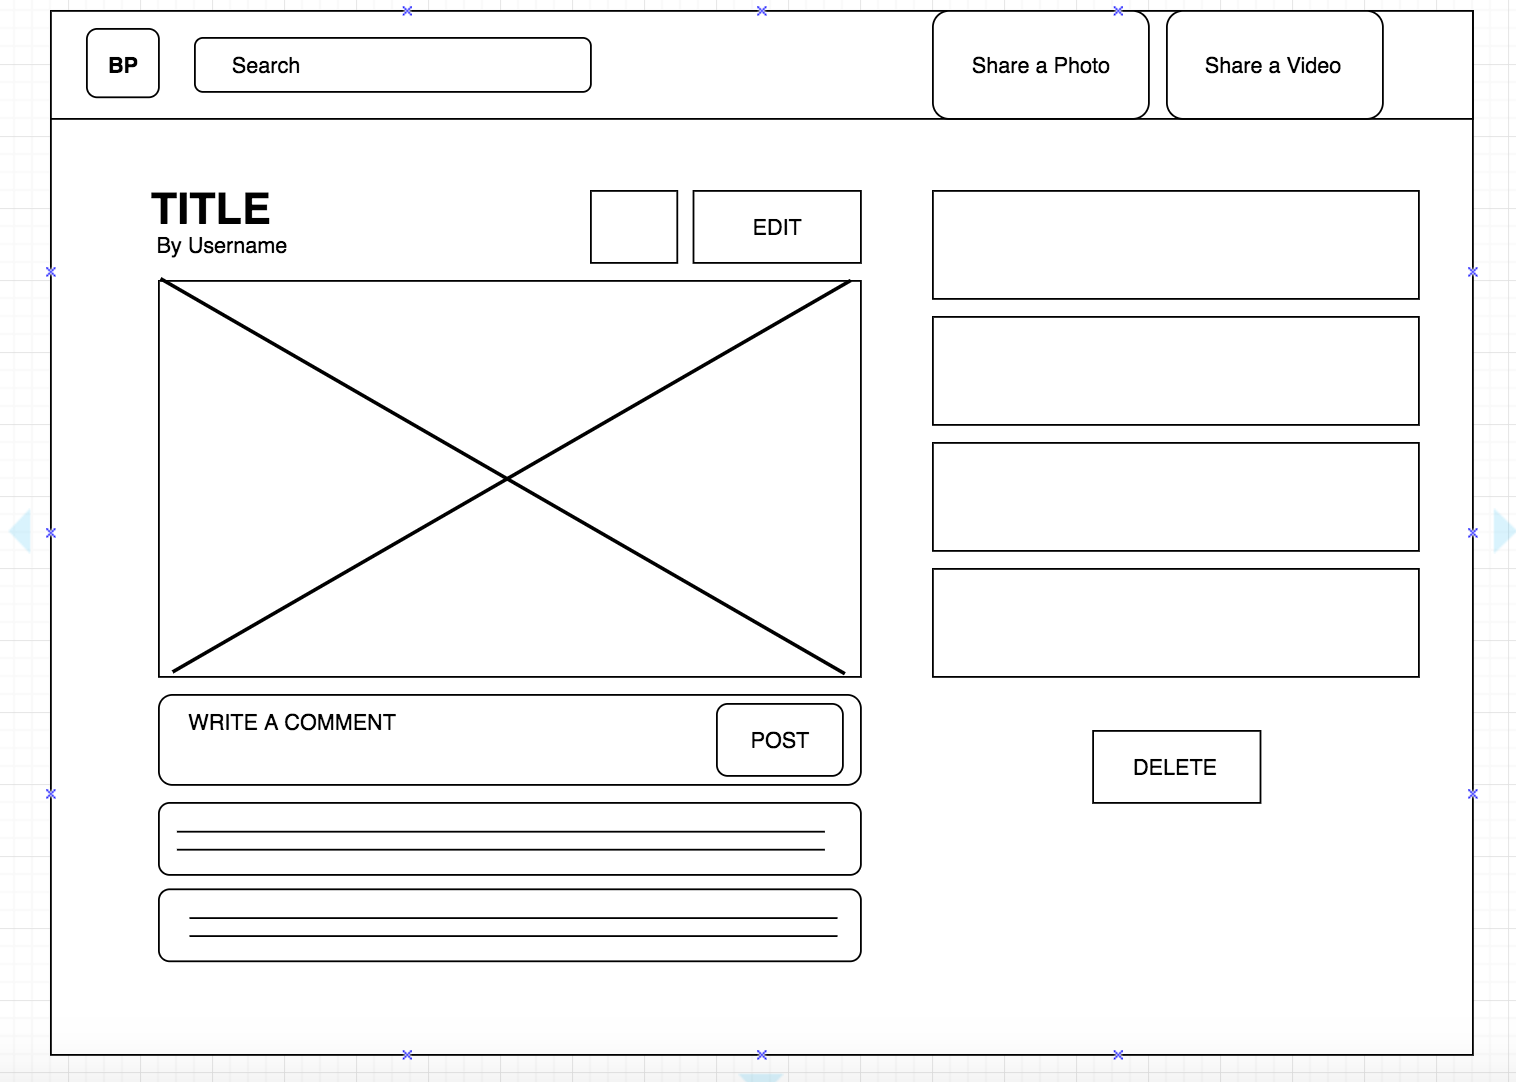 BP
Search
Share a Photo
Share a Video
TITLE
By Username
EDIT
WRITE A COMMENT
POST
DELETE